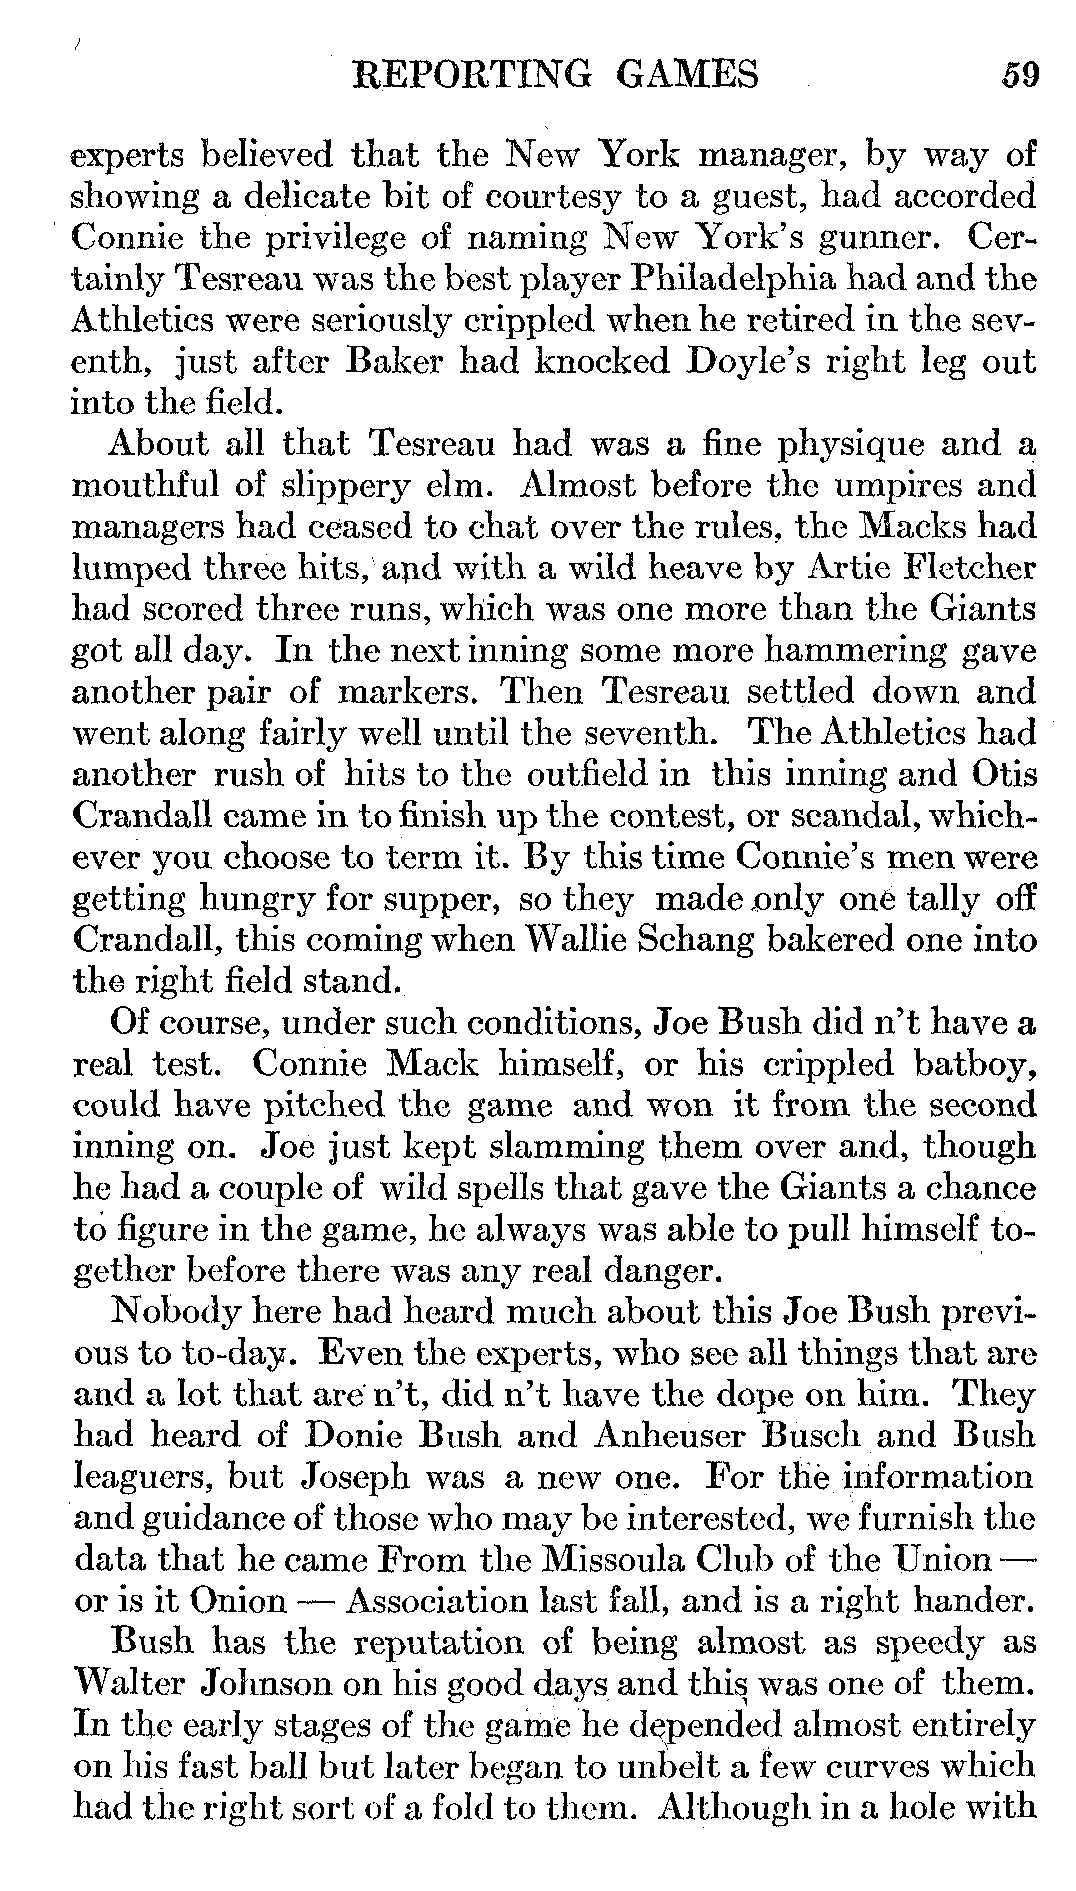 REPORTING GAMES 59
experts believed that the New York manager, by way of
showing a delicate bit of courtesy to a guest, had accorded
Connie the privilege of naming New York's gunner. Cer-
tainly Tesreau was the best player Philadelphia had and the
Athletics were seriously crippled when he retired in the sev-
enth, just after Baker had knocked Doyle's right leg out
into the field.
About all that Tesreau had was a fine physique and a
mouthful of slippery elm. Almost before the umpires and
managers had ceased to chat over the rules, the Macks had
lumped three hits, and with a wild heave by Artie Fletcher
had scored three runs, which was one more than the Giants
got all day. In the next inning some more hammering gave
another pair of markers. Then Tesreau settled down and
went along fairly well until the seventh. The Athletics had
another rush of hits to the outfield in this inning and Otis
Crandall came in to finish up the contest, or scandal, which-
ever you choose to term it. By this time Connie's men were
getting hungry for supper, so they made only one tally off
Crandall, this coming when Wallie Schang bakered one into
the right field stand.
Of course, under such conditions, Joe Bush did n't have a
real test. Connie Mack himself, or his crippled batboy,
could have pitched the game and won it from the second
inning on. Joe just kept slamming them over and, though
he had a couple of wild spells that gave the Giants a chance
to figure in the game, he always was able to pull himself to-
gether before there was any real danger.
Nobody here had heard much about this Joe Bush previ-
ous to to-day. Even the experts, who see all things that are
and a lot that are n't, did n't have the dope on him. They
had heard of Donie Bush and Anheuser Busch and Bush
leaguers, but Joseph was a new one. For the information
and guidance of those who may be interested, we furnish the
data that he came From the Missoula Club of the Union —
or is it Onion — Association last fall, and is a right hander.
Bush has the reputation of being almost as speedy as
Walter Johnson on his good days and this was one of them.
In the early stages of the game he depended almost entirely
on his fast ball but later began to unbelt a few curves which
had the right sort of a fold to them. Although in a hole with